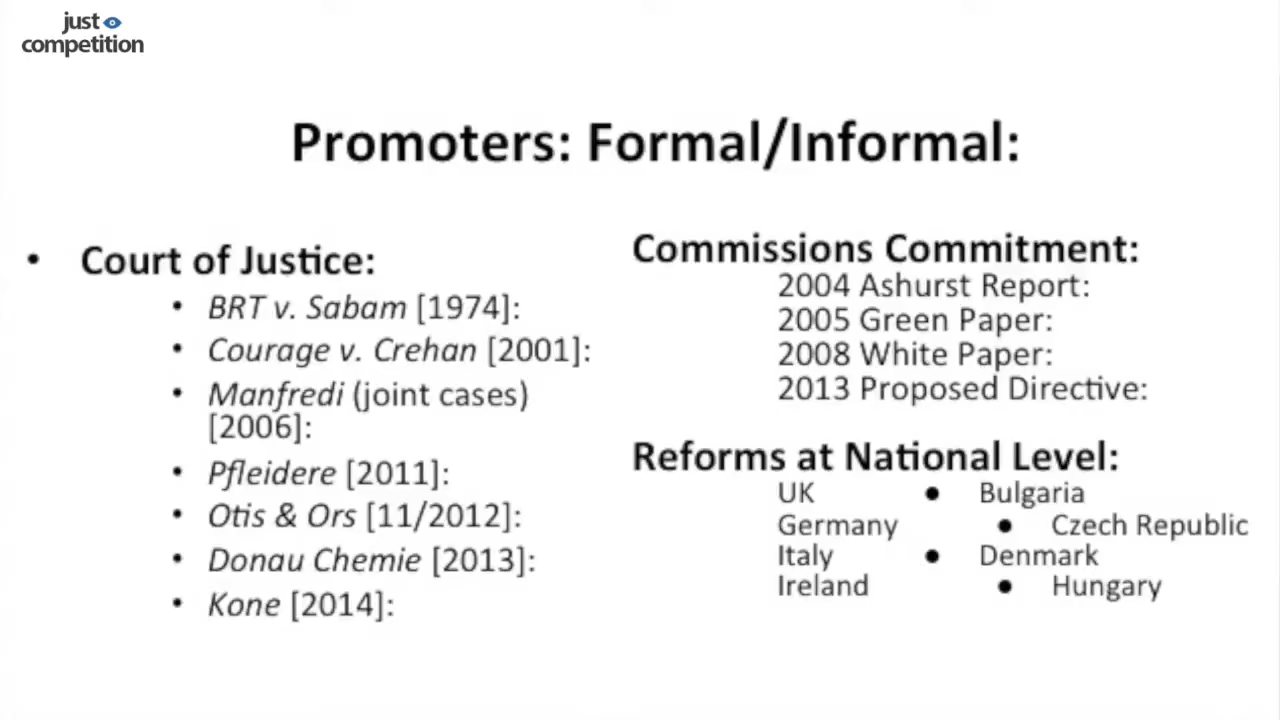 just
competition
Promoters: Formal/Informal:
• Court of Justice:
• BRT v. Sabam [1974]:
• Courage v. Crehan [2001]:
• Manfredi (joint cases)
[2006]:
• Pfleidere [2011]:
• Otis & Ors [11/2012]:
• Donau Chemie [2013]:
• Kone [2014]:
Commissions Commitment:
2004 Ashurst Report:
2005 Green Paper:
2008 White Paper:
2013 Proposed Directive:
Reforms at National Level:
UK ● Bulgaria
Germany ● Czech Republic
Italy ● Denmark
Ireland ● Hungary